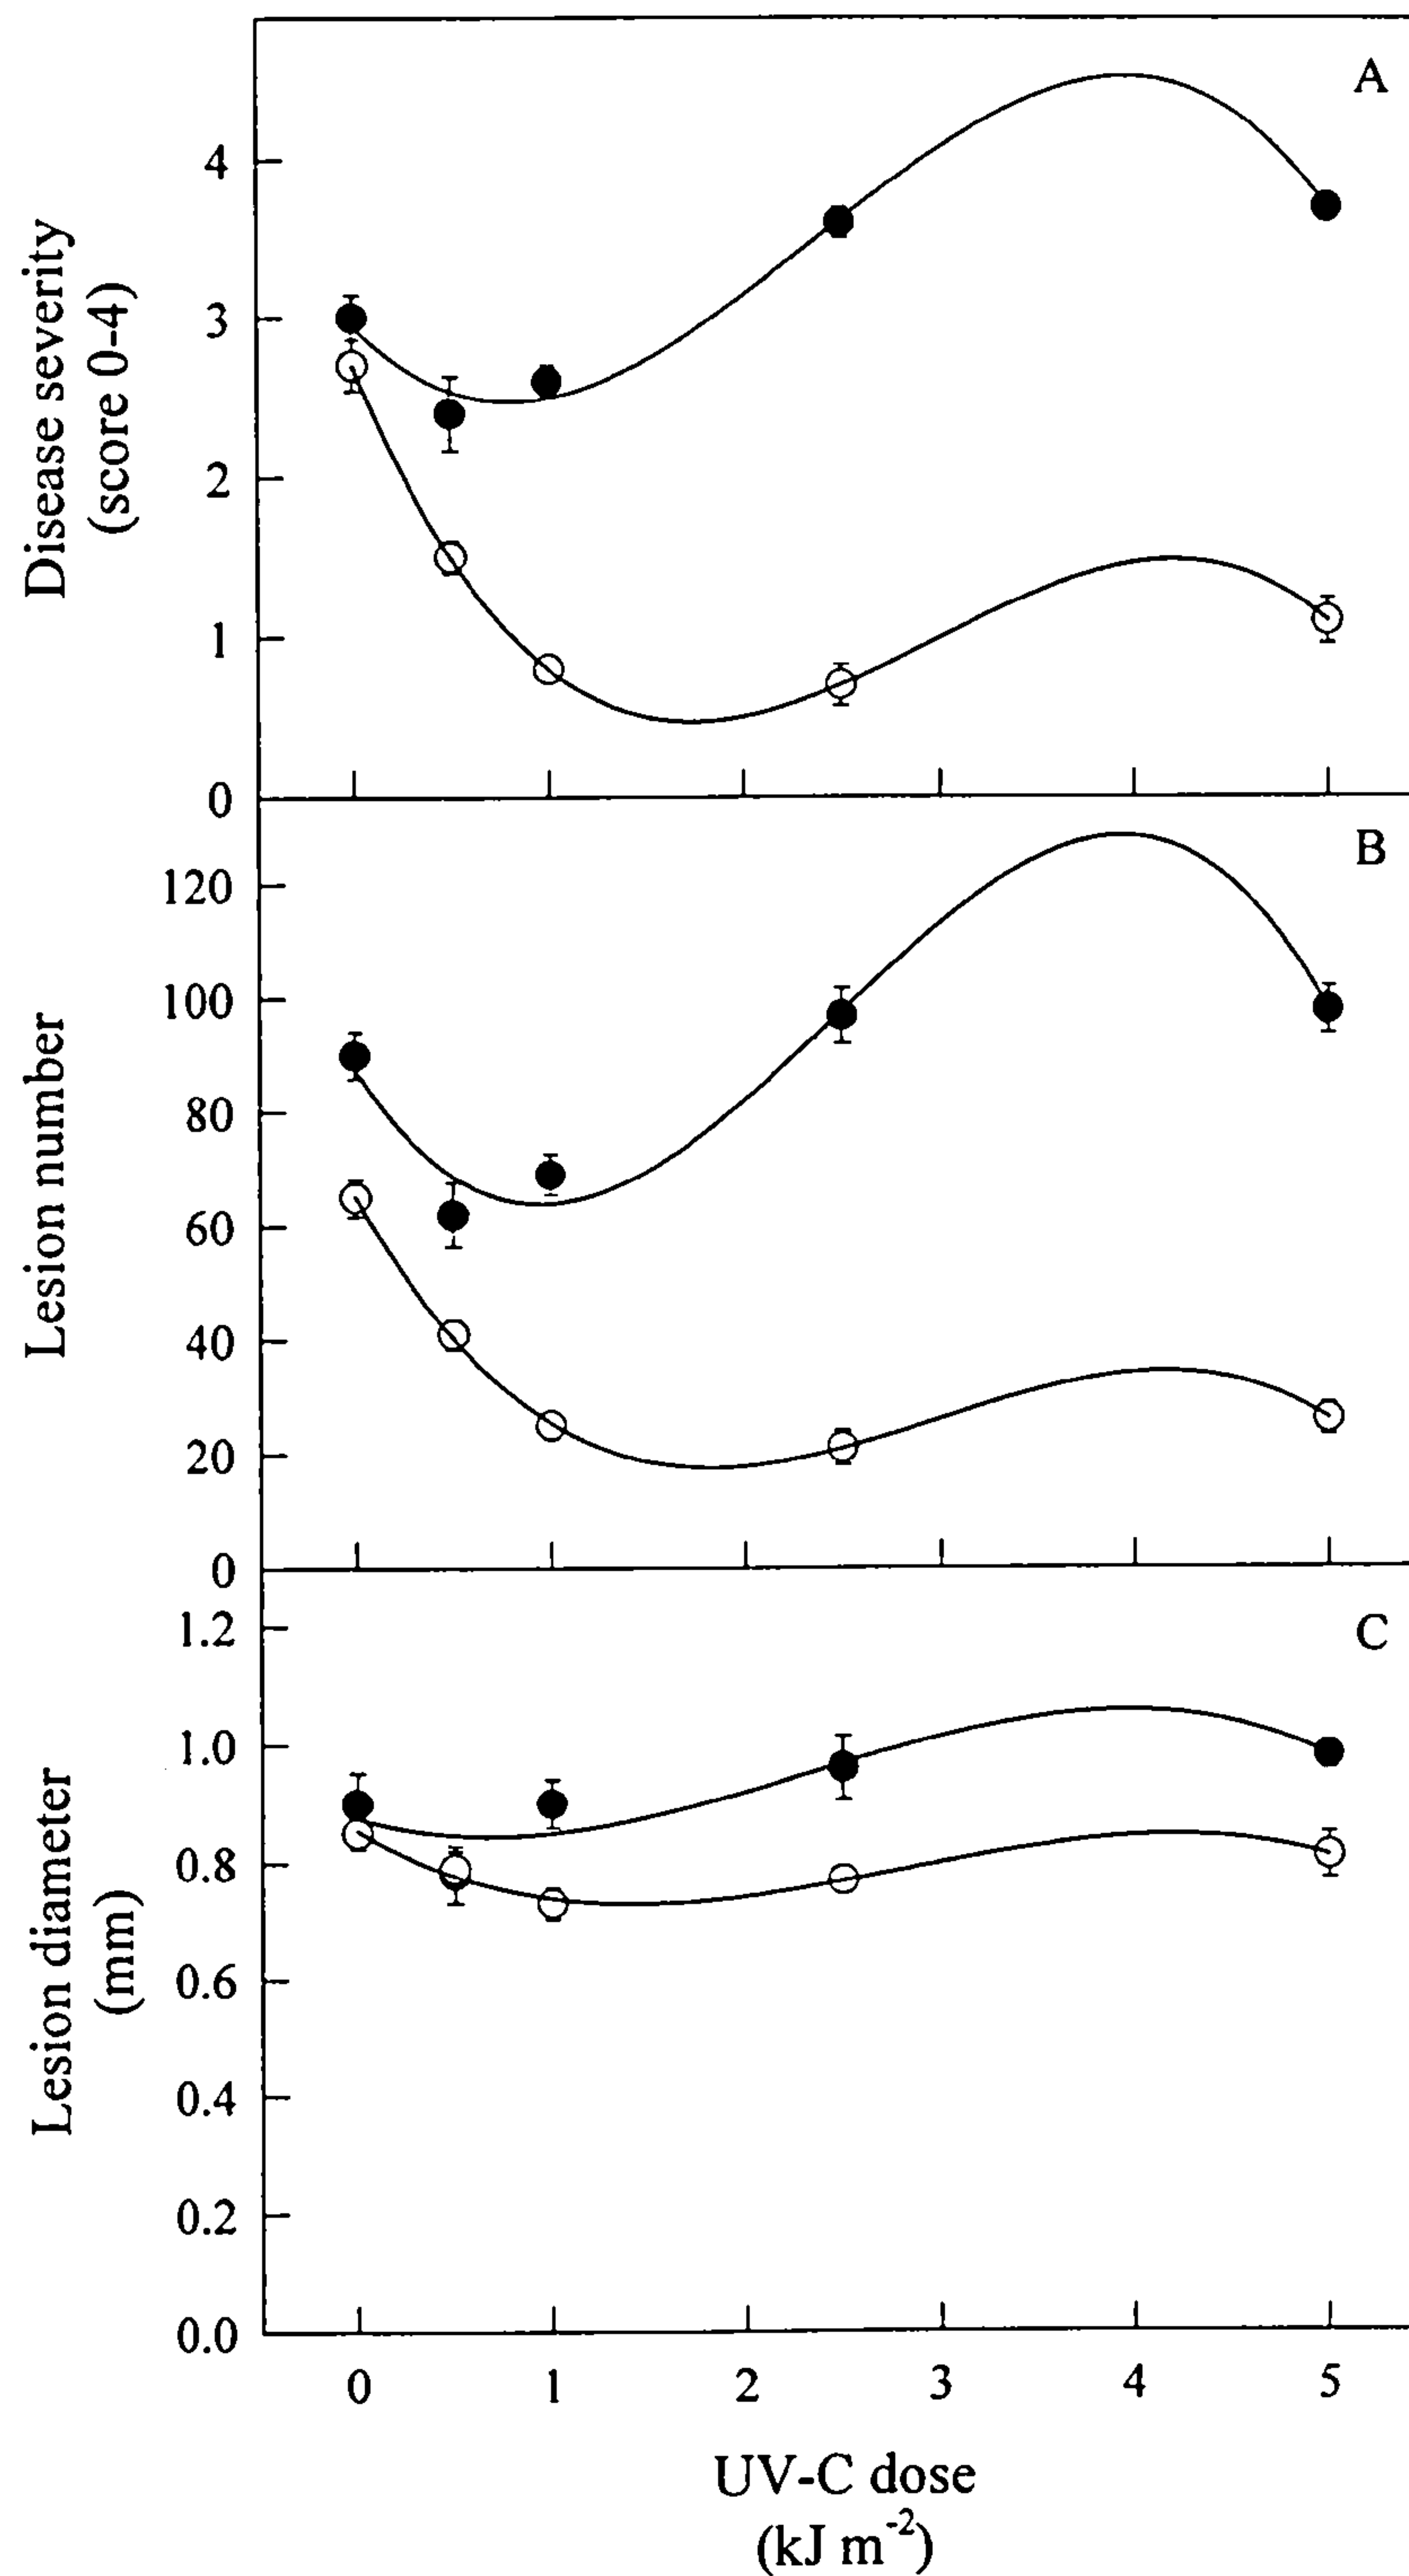 A
Disease severity
(score 0-4)
4
3
2
1
0
B
Lesion number
120
100
80
60
40
20
0
C
Lesion diameter
(mm)
1.2
1.0
0.8
0.6
0.4
0.2
0.0
0 1 2 3 4 5
UV-C dose
(kJ m⁻²)